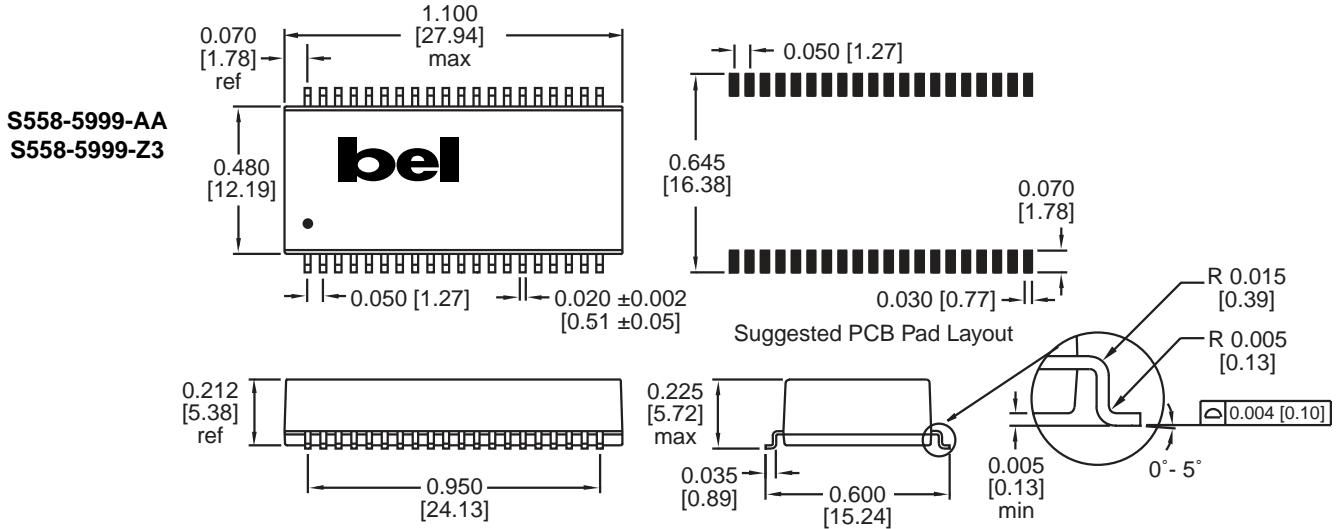 1.100
[27.94]
max
0.070
[1.78]
ref
0.050 [1.27]
S558-5999-AA
S558-5999-Z3
bel
0.480
[12.19]
0.645
[16.38]
0.070
[1.78]
0.050 [1.27]
0.020 ±0.002
[0.51 ±0.05]
0.030 [0.77]
Suggested PCB Pad Layout
R 0.015
[0.39]
R 0.005
[0.13]
0.212
[5.38]
ref
0.225
[5.72]
max
0.004 [0.10]
0.035
[0.89]
0.005
[0.13]
min
0˚- 5˚
0.950
[24.13]
0.600
[15.24]